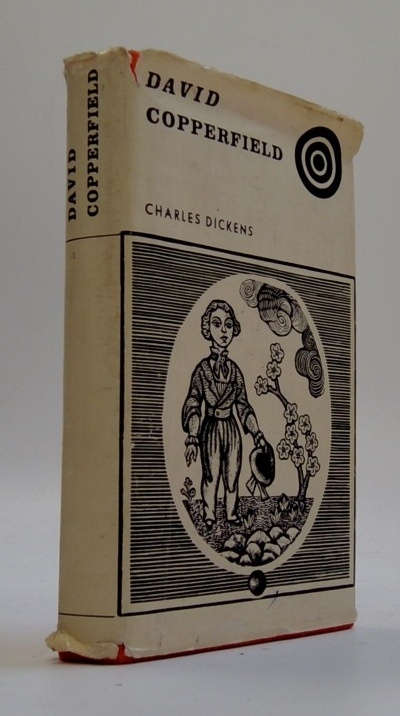 DAVID
COPPERFIELD
DAVID
COPPERFIELD
CHARLES DICKENS